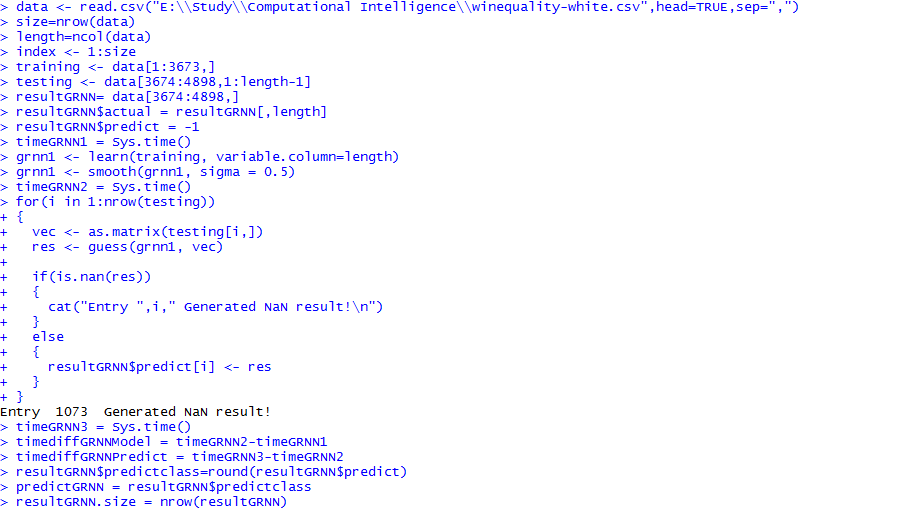 > data <- read.csv("E:\\Study\\Computational Intelligence\\winequality-white.csv",head=TRUE,sep=",")
> size=nrow(data)
> length=ncol(data)
> index <- 1:size
> training <- data[1:3673,]
> testing <- data[3674:4898,1:length-1]
> resultGRNN= data[3674:4898,]
> resultGRNN$actual = resultGRNN[,length]
> resultGRNN$predict = -1
> timeGRNN1 = Sys.time()
> grnn1 <- learn(training, variable.column=length)
> grnn1 <- smooth(grnn1, sigma = 0.5)
> timeGRNN2 = Sys.time()
> for(i in 1:nrow(testing))
+ {
+   vec <- as.matrix(testing[i,])
+   res <- guess(grnn1, vec)
+
+   if(is.nan(res))
+   {
+     cat("Entry ",i," Generated NaN result!\n")
+   }
+   else
+   {
+     resultGRNN$predict[i] <- res
+   }
+ }
Entry  1073  Generated NaN result!
> timeGRNN3 = Sys.time()
> timediffGRNNModel = timeGRNN2-timeGRNN1
> timediffGRNNPredict = timeGRNN3-timeGRNN2
> resultGRNN$predictclass=round(resultGRNN$predict)
> predictGRNN = resultGRNN$predictclass
> resultGRNN.size = nrow(resultGRNN)